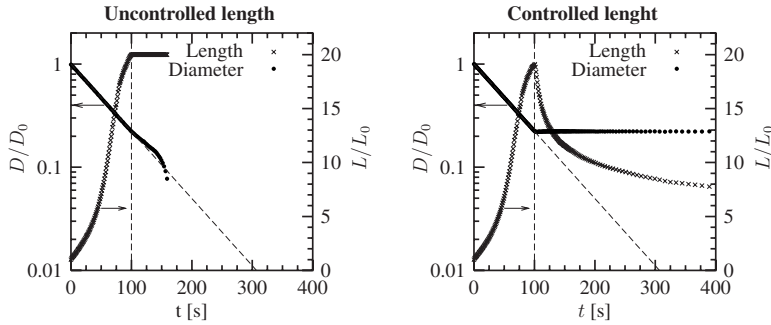 Uncontrolled length
Length
Diameter
D/D0
L/L0
1
0.1
0.01
20
15
10
5
0
0 100 200 300 400
t [s]
Controlled lenght
Length
Diameter
D/D0
L/L0
1
0.1
0.01
20
15
10
5
0
0 100 200 300 400
t [s]